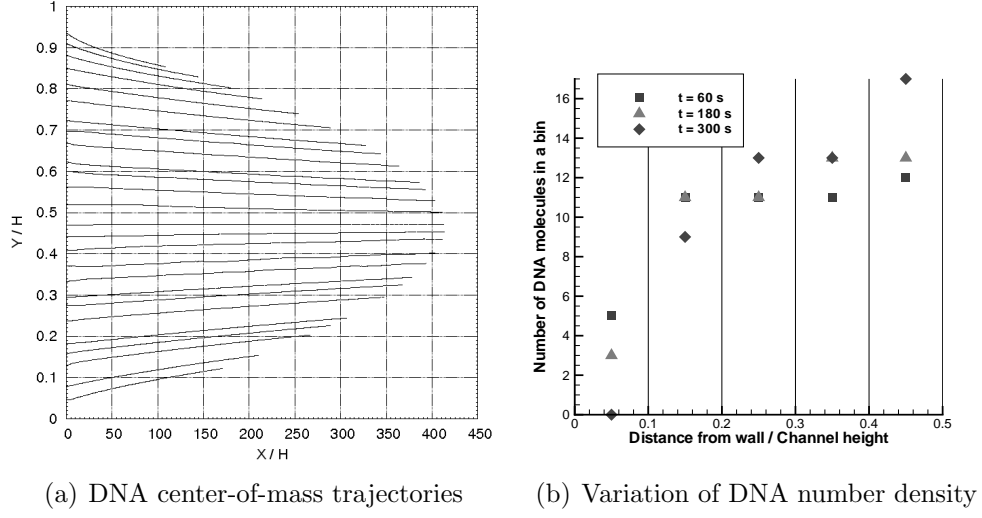 1
0.9
0.8
0.7
0.6
0.5
0.4
0.3
0.2
0.1
0
Y / H
0 50 100 150 200 250 300 350 400 450
X / H
(a) DNA center-of-mass trajectories
t = 60 s
t = 180 s
t = 300 s
16
14
12
10
8
6
4
2
0
Number of DNA molecules in a bin
0 0.1 0.2 0.3 0.4 0.5
Distance from wall / Channel height
(b) Variation of DNA number density